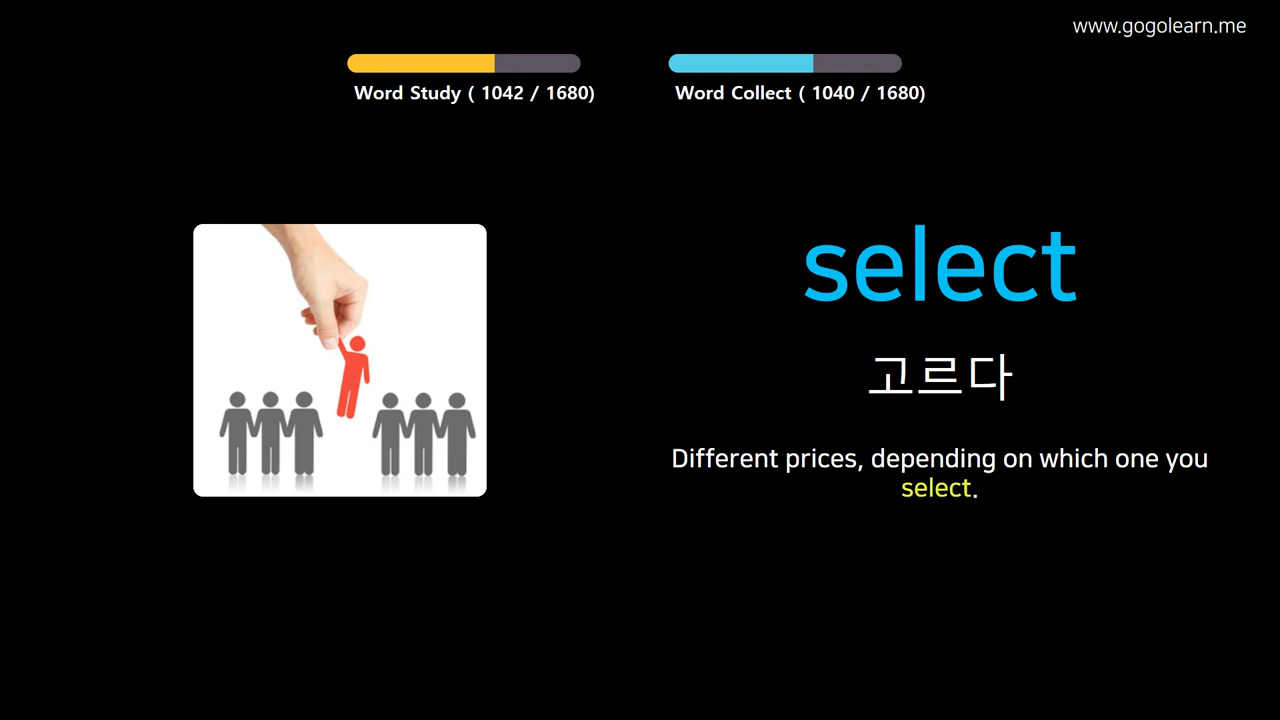 www.gogolearn.me
Word Study ( 1042 / 1680)
Word Collect ( 1040 / 1680)
select
고르다
Different prices, depending on which one you
select.